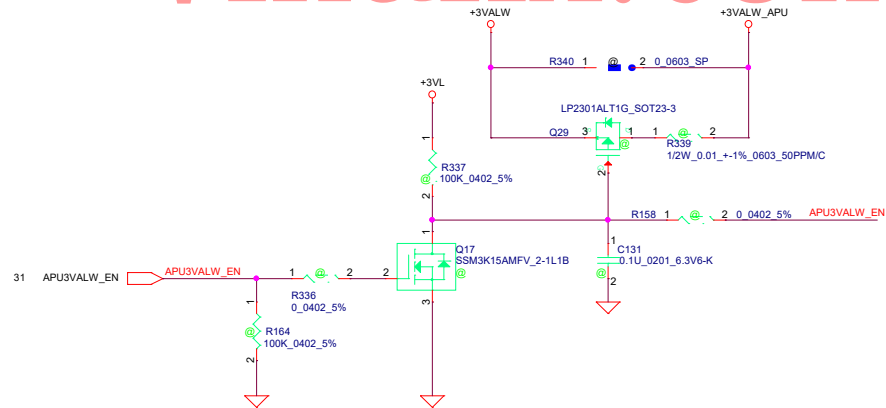 +3VALW
+3VALW_APU
R340 1 @ 2 0_0603_SP
+3VL
LP2301ALT1G_SOT23-3
Q29 3 1 1 @ 2
R339
1/2W_0.01_+-1%_0603_50PPM/C
@
2
1
R337
@ 100K_0402_5%
2
R158 1 @ 2 0_0402_5% APU3VALW_EN
1
Q17
SSM3K15AMFV_2-1L1B
@
2
3
1
C131
0.1U_0201_6.3V6-K
@
2
31 APU3VALW_EN APU3VALW_EN 1 @ 2
R336
0_0402_5%
1
@ R164
100K_0402_5%
2